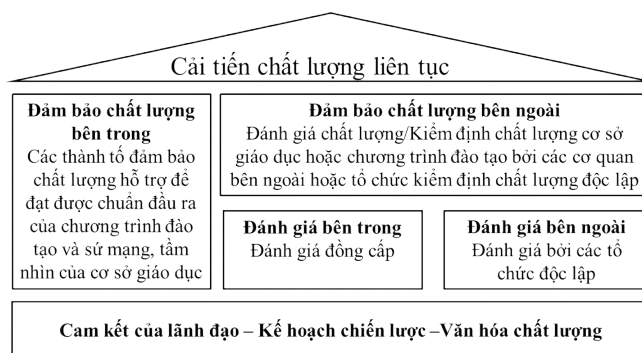 Cải tiến chất lượng liên tục
Đảm bảo chất lượng
bên trong
Các thành tố đảm bảo
chất lượng hỗ trợ để
đạt được chuẩn đầu ra
của chương trình đào
tạo và sứ mạng, tầm
nhìn của cơ sở giáo dục
Đảm bảo chất lượng bên ngoài
Đánh giá chất lượng/Kiểm định chất lượng cơ sở
giáo dục hoặc chương trình đào tạo bởi các cơ quan
bên ngoài hoặc tổ chức kiểm định chất lượng độc lập
Đánh giá bên trong
Đánh giá đồng cấp
Đánh giá bên ngoài
Đánh giá bởi các tổ
chức độc lập
Cam kết của lãnh đạo – Kế hoạch chiến lược –Văn hóa chất lượng